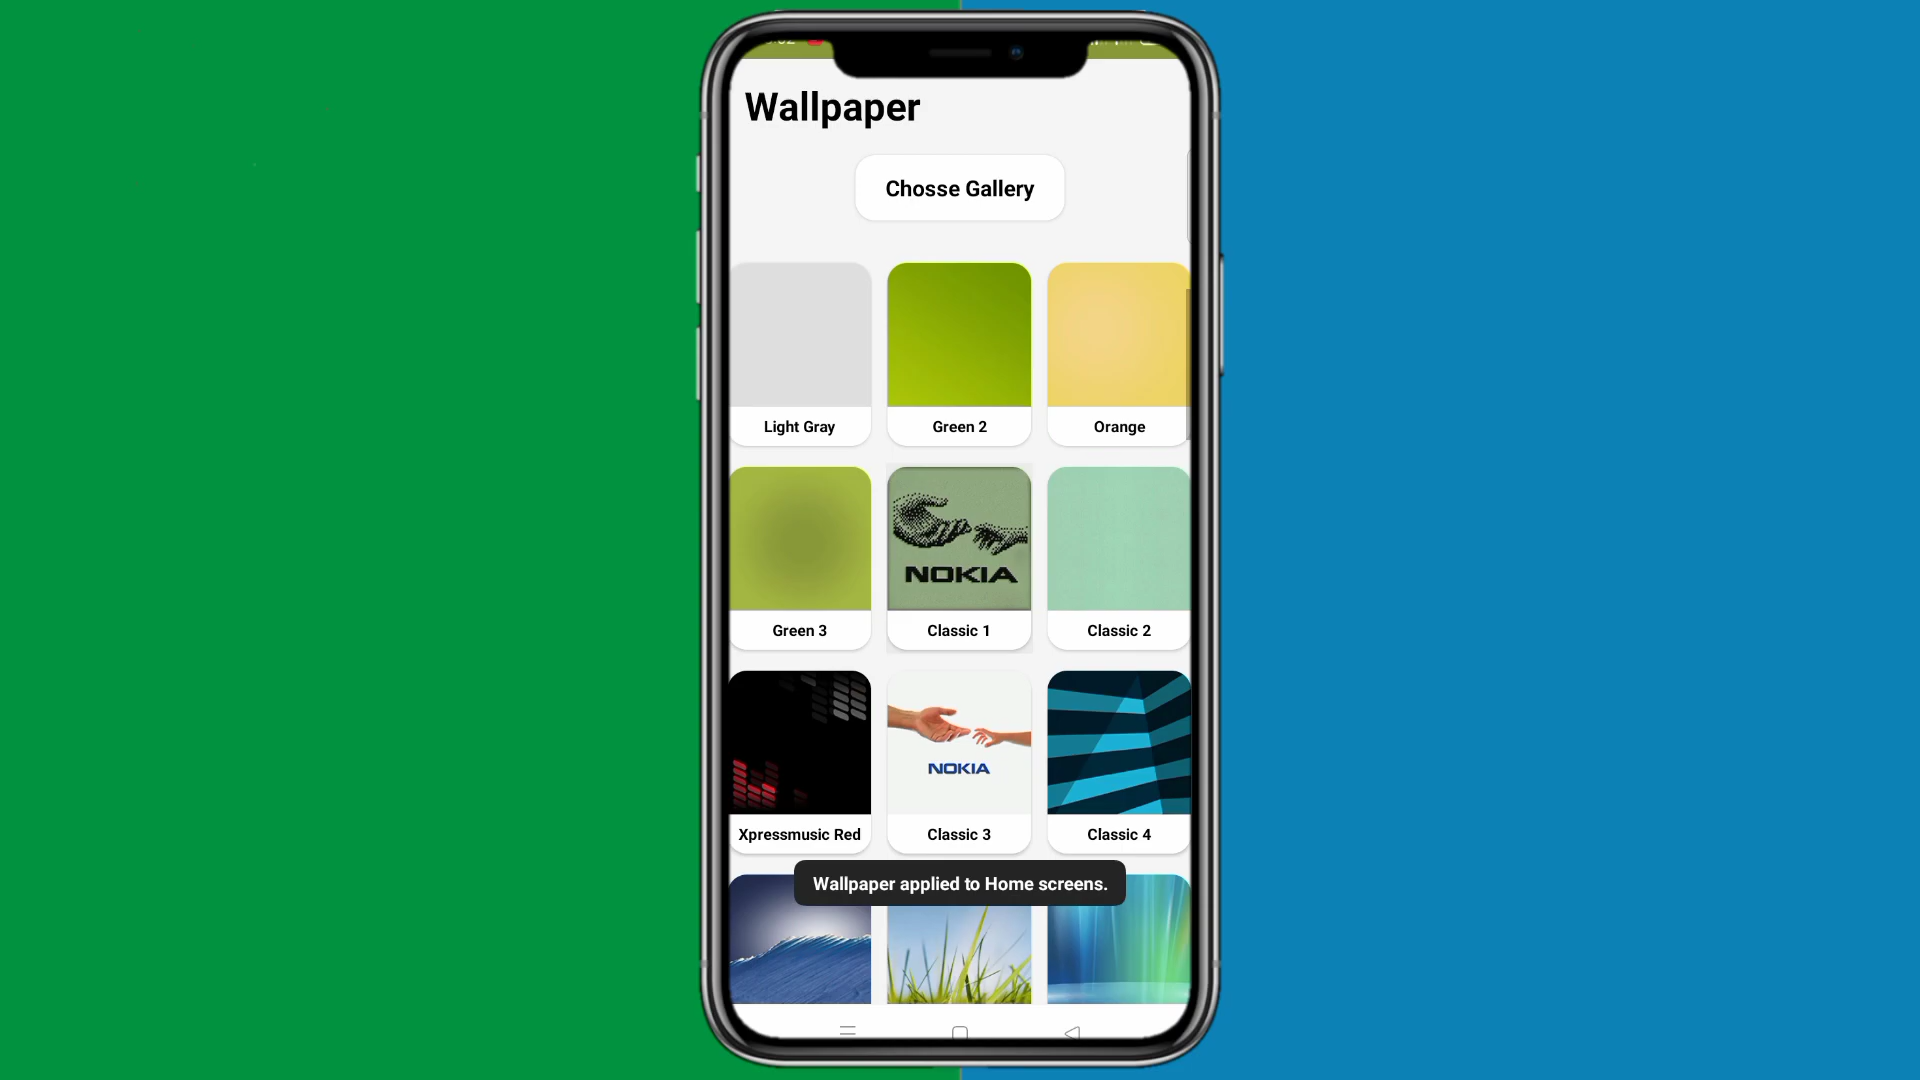 Wallpaper
Chosse Gallery
Light Gray
Green 2
Orange
NOKIA
Green 3
Classic 1
Classic 2
NOKIA
Xpressmusic Red
Classic 3
Classic 4
Wallpaper applied to Home screens.